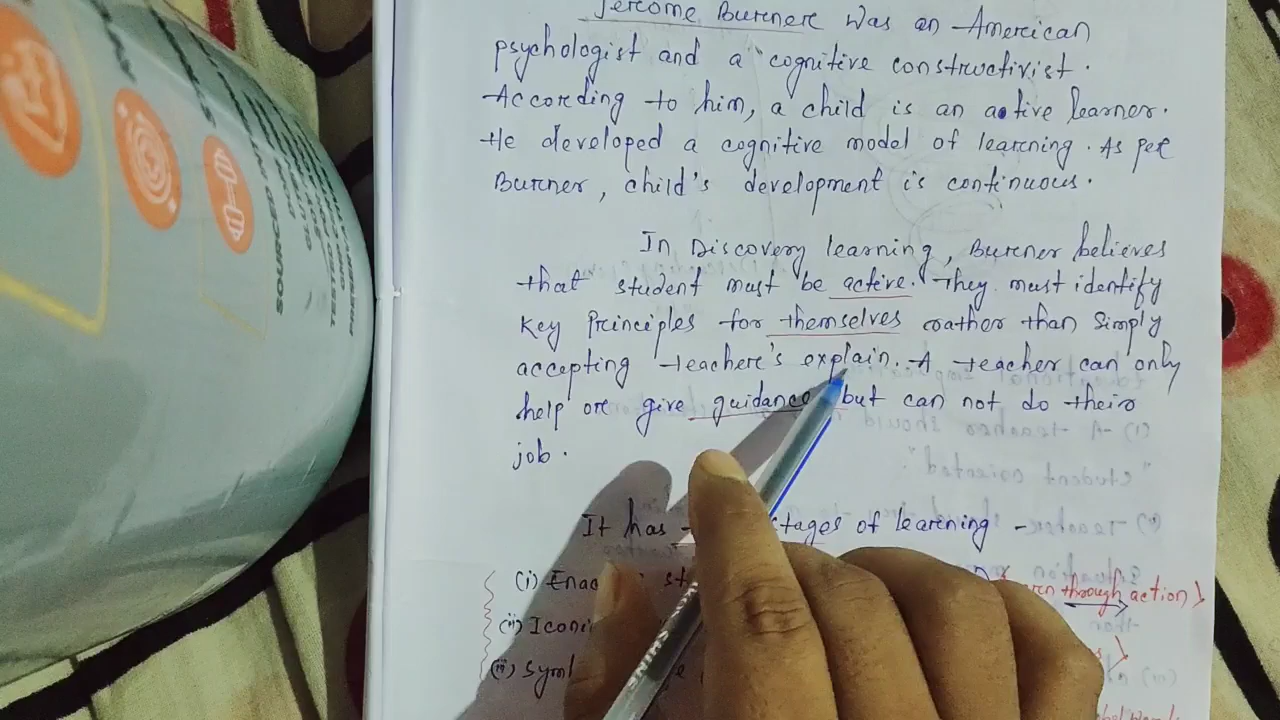 Jerome Burner was an American
psychologist and a cognitive constructivist.
According to him, a child is an active learner.
He developed a cognitive model of learning. As per
Burner, child's development is continuous.
In Discovery learning, Burner believes
that student must be active. They must identify
key Principles for themselves rather than simply
accepting teacher's explain. A teacher can only
help or give guidance but can not do their
job.
It has stages of learning -
(i)
through action)
(ii)
(iii)
SOURCED